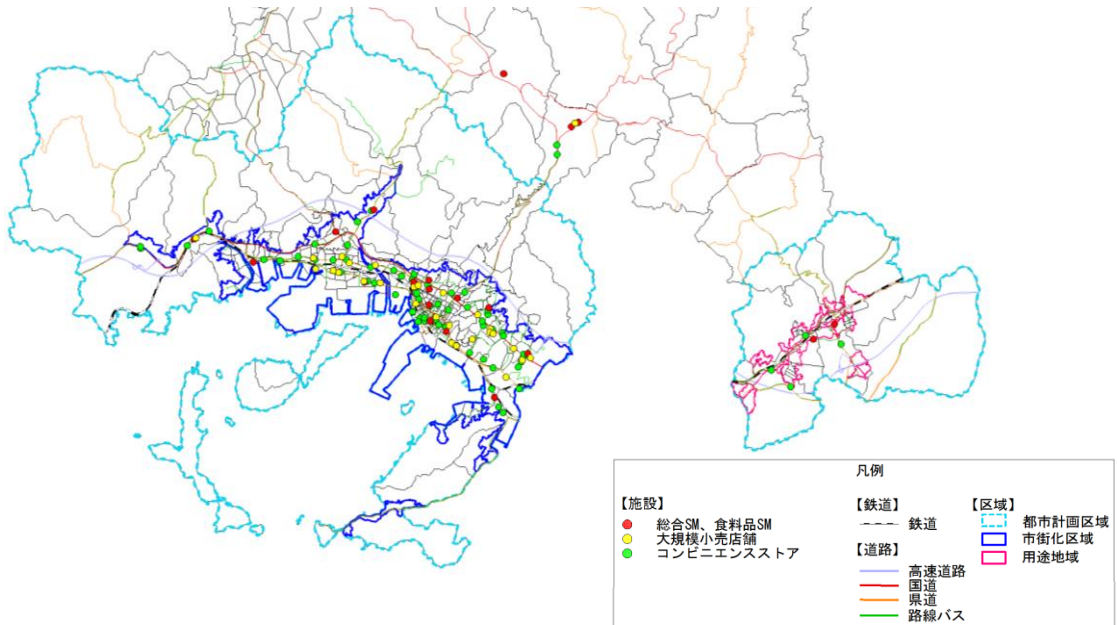 凡例
【施設】
総合SM、食料品SM
大規模小売店舗
コンビニエンスストア
【鉄道】
鉄道
【道路】
高速道路
国道
県道
路線バス
【区域】
都市計画区域
市街化区域
用途地域